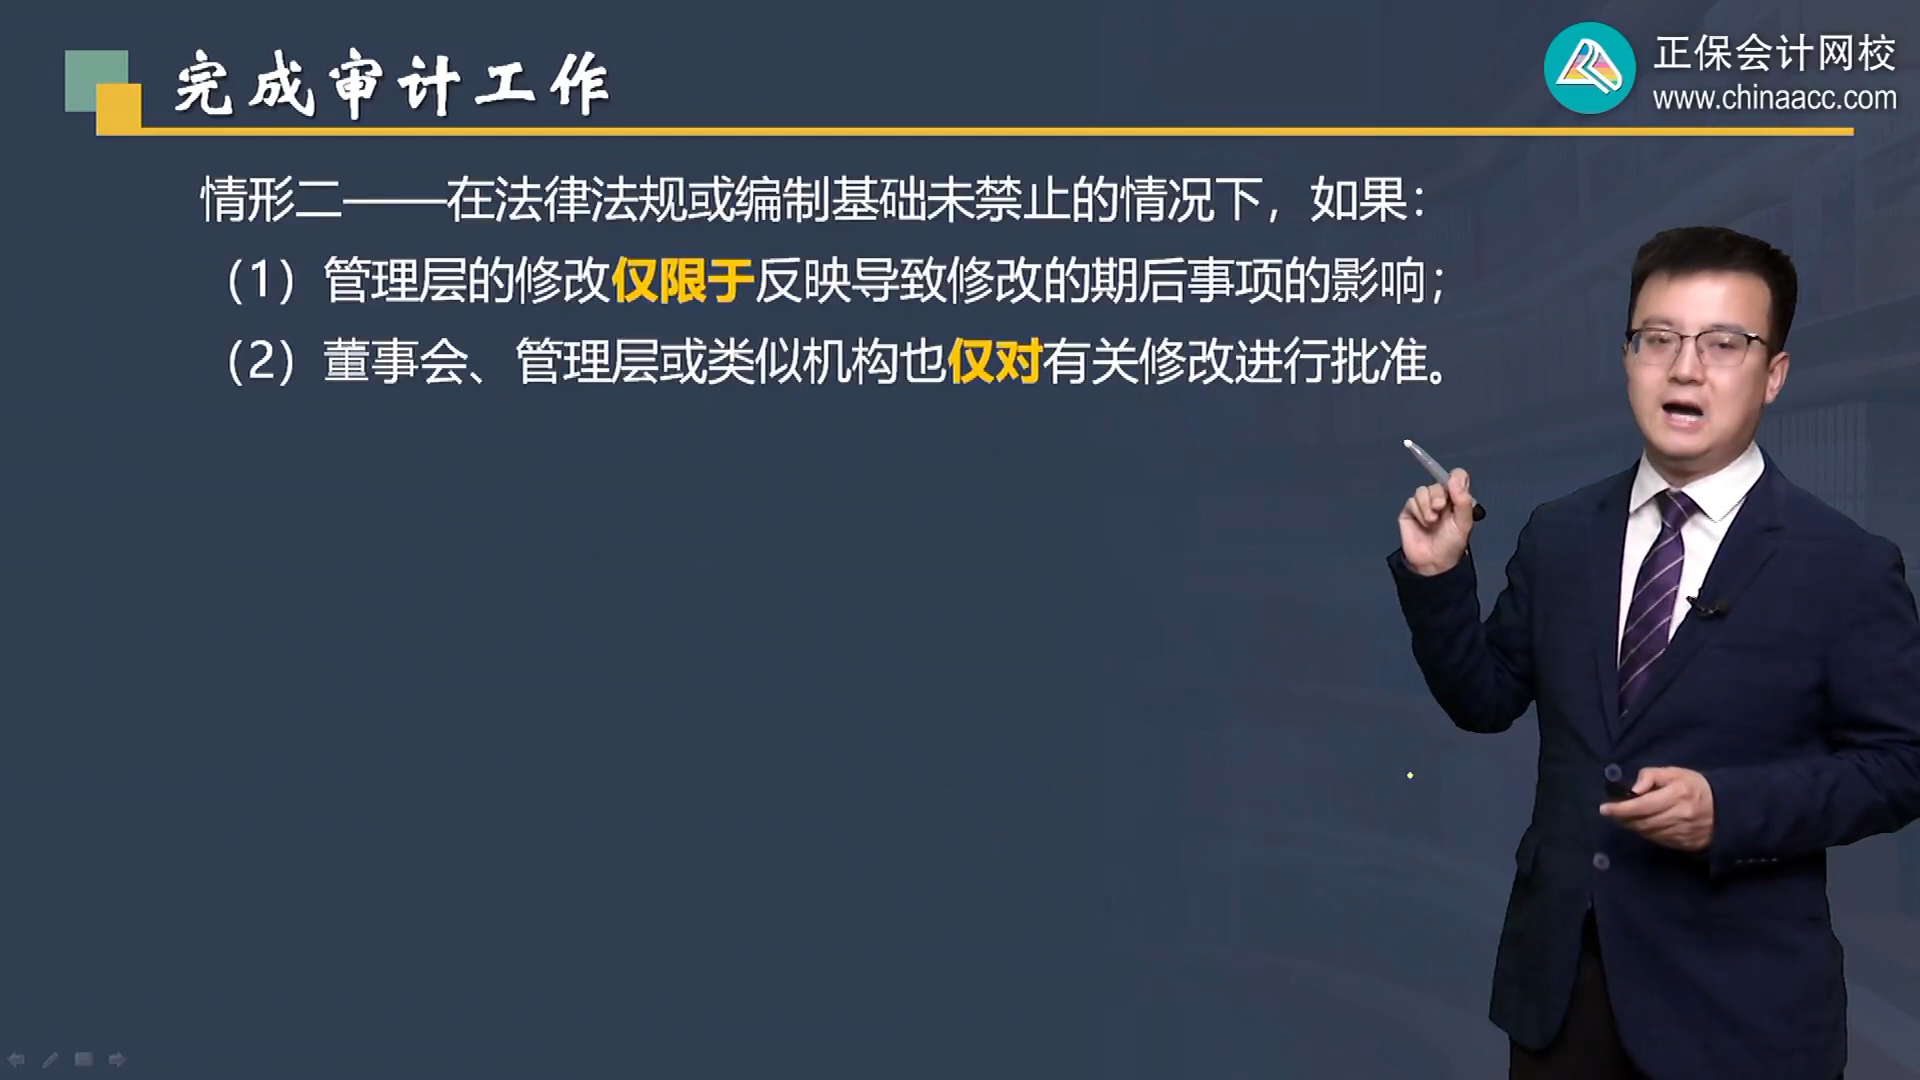 完成审计工作
正保会计网校
www.chinaacc.com
情形二——在法律法规或编制基础未禁止的情况下，如果：
（1）管理层的修改仅限于反映导致修改的期后事项的影响；
（2）董事会、管理层或类似机构也仅对有关修改进行批准。